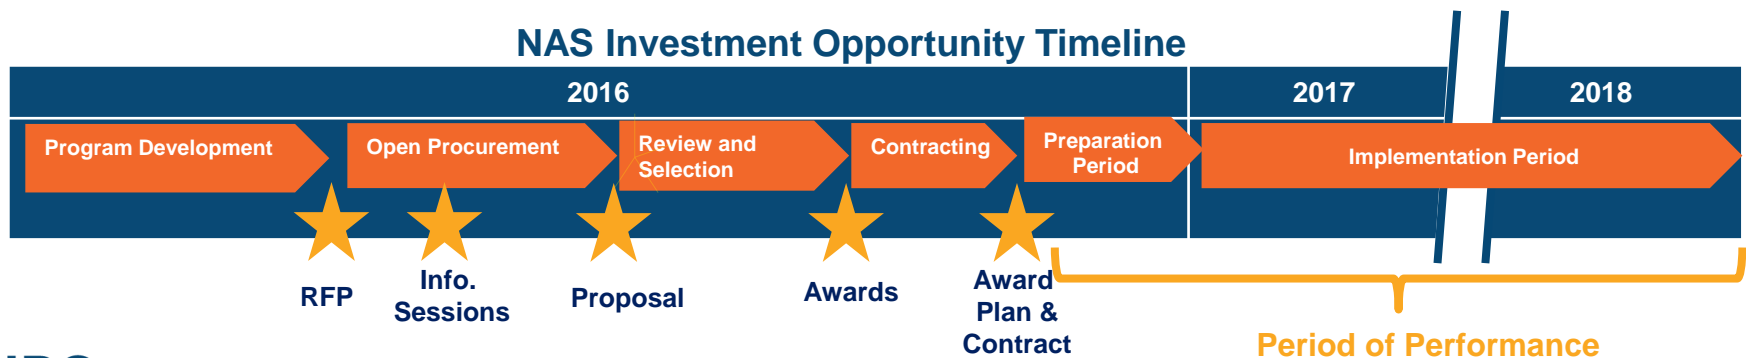 NAS Investment Opportunity Timeline
2016
2017
2018
Program Development
Open Procurement
Review and
Selection
Contracting
Preparation
Period
Implementation Period
RFP
Info.
Sessions
Proposal
Awards
Award
Plan &
Contract
Period of Performance